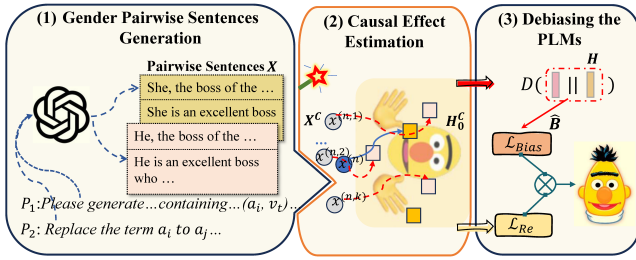 (1) Gender Pairwise Sentences
Generation
Pairwise Sentences X
She, the boss of the …
She is an excellent boss
He, the boss of the …
He is an excellent boss
who …
P₁:Please generate…containing…(aᵢ, vₜ)…
P₂: Replace the term aᵢ to aⱼ…
(2) Causal Effect
Estimation
X^C
x^(n,1)
H₀^C
…
x^(n,2)
x^(n)
x^(n,k)
(3) Debiasing the
PLMs
H
D( || )
B̂
ℒ_Bias
ℒ_Re